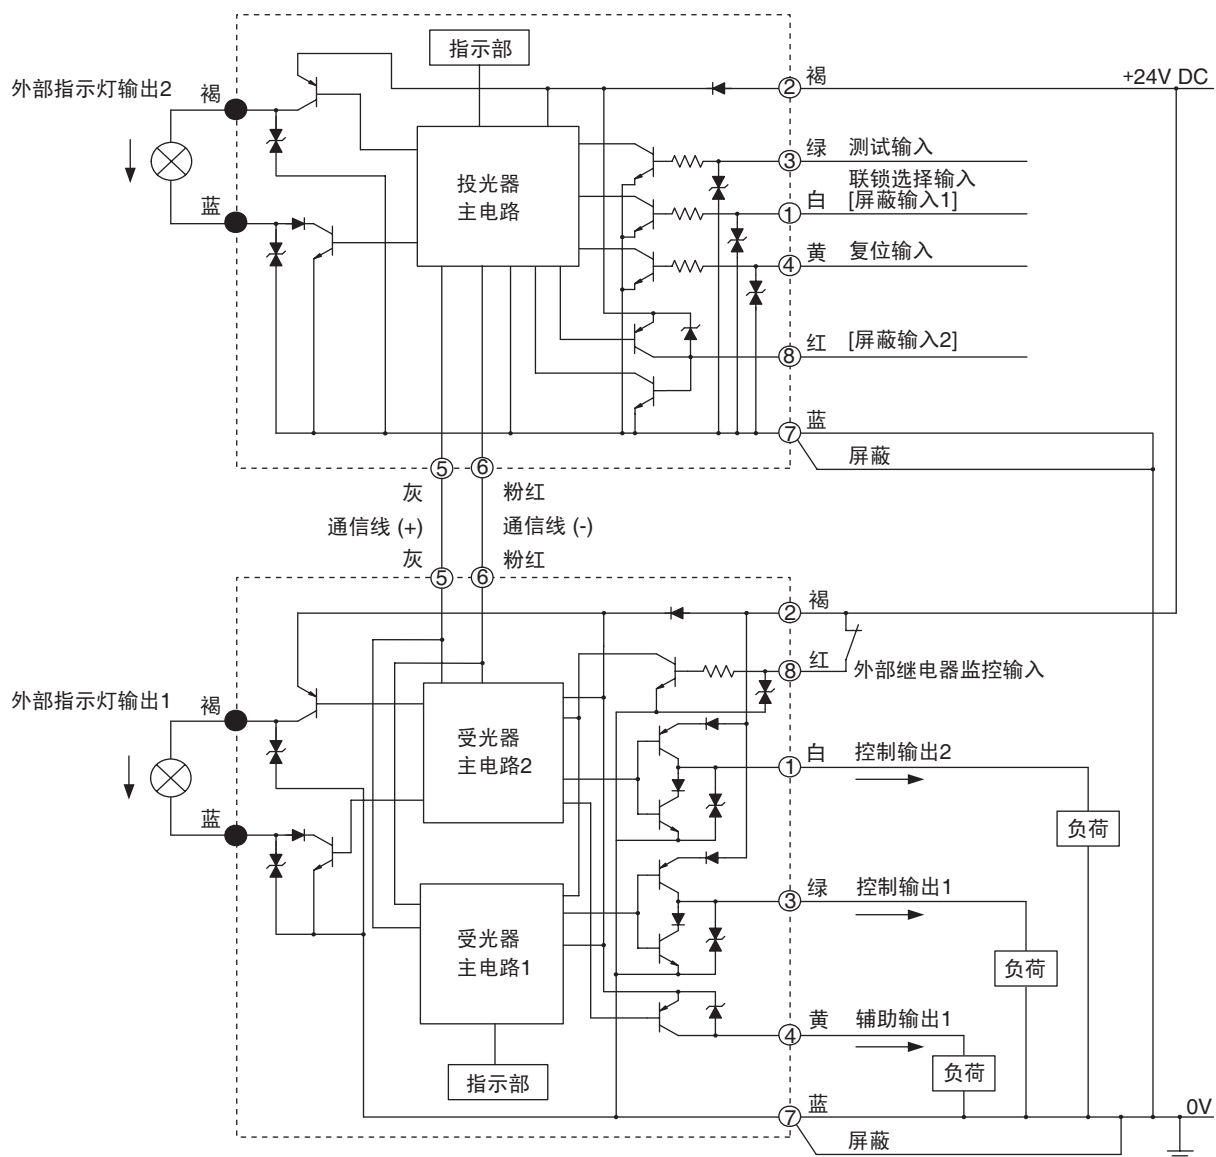 指示部
外部指示灯输出2
褐
② 褐
+24V DC
③ 绿 测试输入
联锁选择输入
① 白 [屏蔽输入1]
投光器
主电路
蓝
④ 黄 复位输入
⑧ 红 [屏蔽输入2]
⑦ 蓝
屏蔽
⑤ ⑥
灰 粉红
通信线 (+) 通信线 (-)
灰 粉红
⑤ ⑥
② 褐
⑧ 红 外部继电器监控输入
外部指示灯输出1
褐
受光器
主电路2
① 白 控制输出2
蓝
负荷
③ 绿 控制输出1
受光器
主电路1
负荷
④ 黄 辅助输出1
指示部
负荷
⑦ 蓝
0V
屏蔽